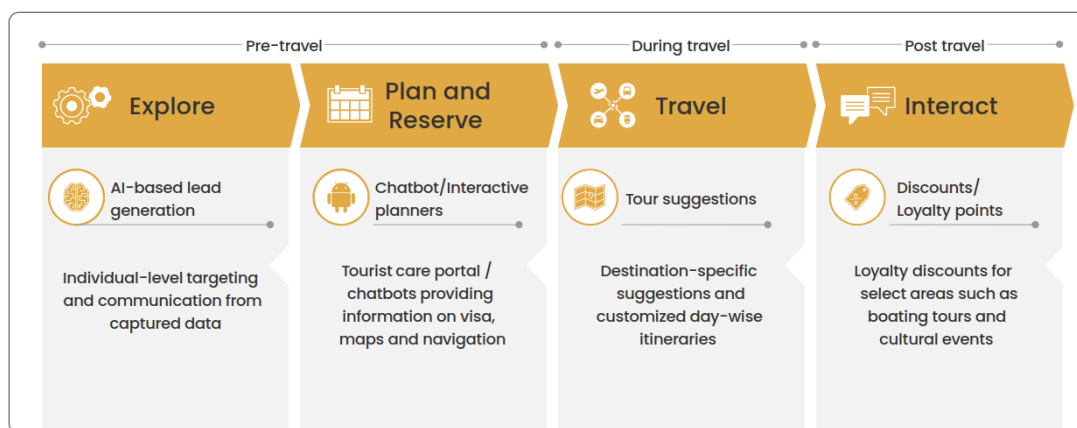 Pre-travel
During travel
Post travel
Explore
Plan and
Reserve
Travel
Interact
AI-based lead
generation
Individual-level targeting
and communication from
captured data
Chatbot/Interactive
planners
Tourist care portal /
chatbots providing
information on visa,
maps and navigation
Tour suggestions
Destination-specific
suggestions and
customized day-wise
itineraries
Discounts/
Loyalty points
Loyalty discounts for
select areas such as
boating tours and
cultural events